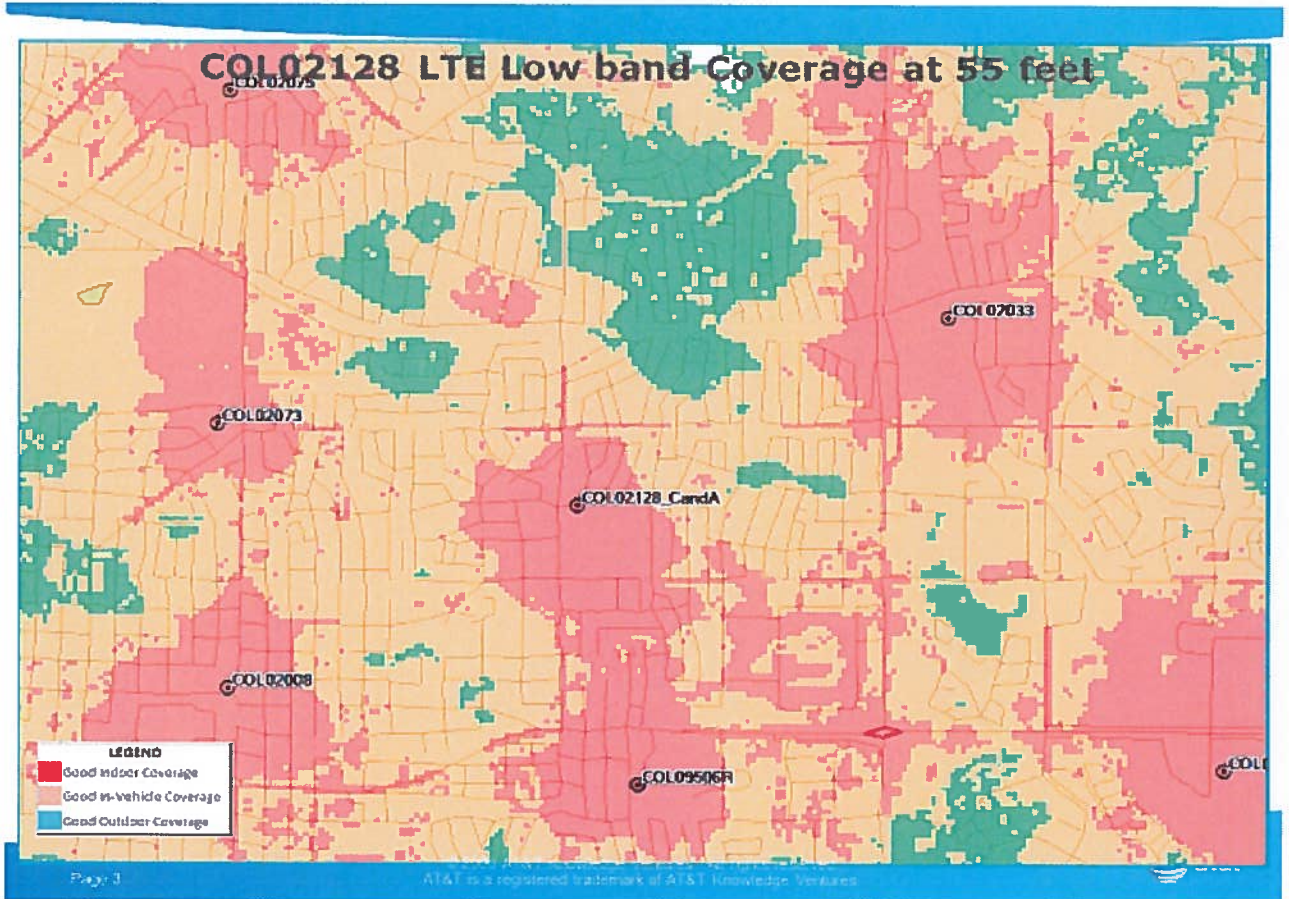 COL02128 LTE Low band Coverage at 55 feet
COL02075
COL02033
COL02073
COL02128_CandA
COL02008
LEGEND
Good Indoor Coverage
Good In-Vehicle Coverage
Good Outdoor Coverage
COL09506R
Page 3
AT&T is a registered trademark of AT&T Knowledge Ventures